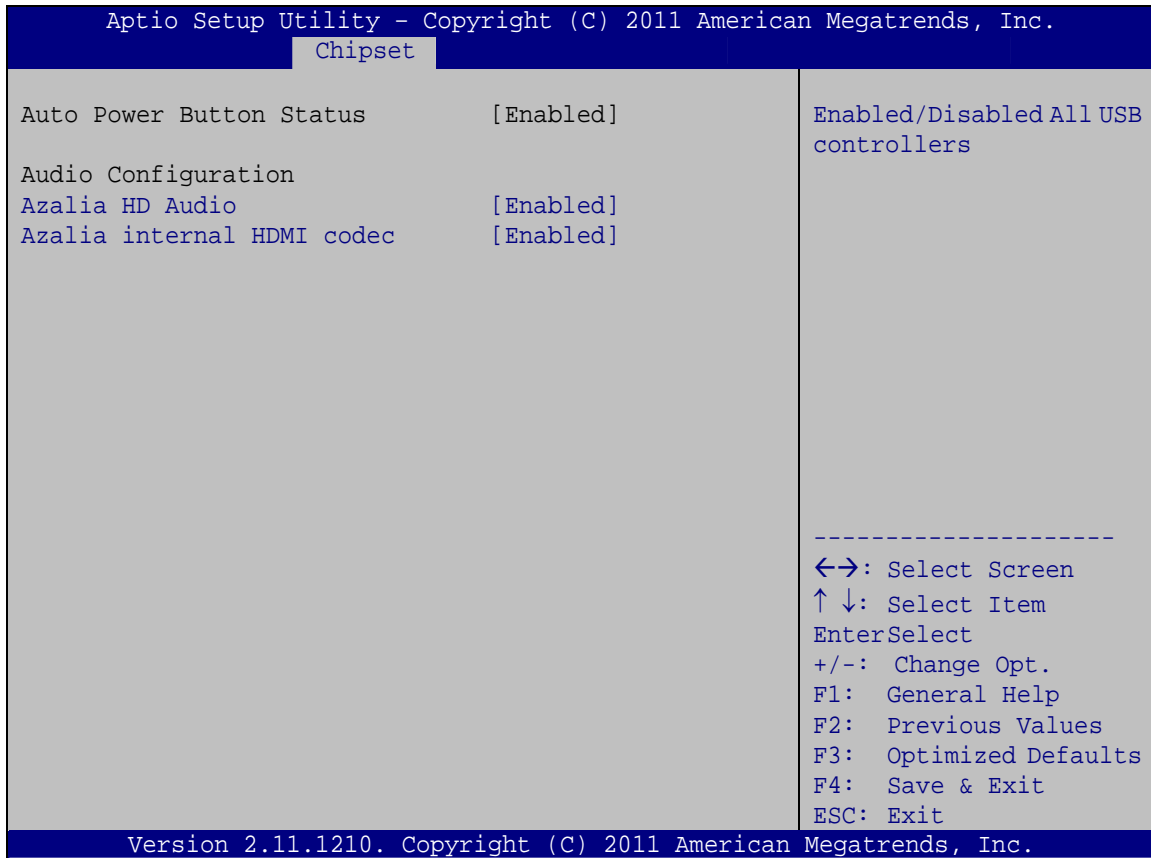 Aptio Setup Utility – Copyright (C) 2011 American Megatrends, Inc.
Chipset
Auto Power Button Status [Enabled]
Audio Configuration
Azalia HD Audio [Enabled]
Azalia internal HDMI codec [Enabled]
Enabled/Disabled All USB
controllers
---------------------
←→: Select Screen
↑ ↓: Select Item
EnterSelect
+/-: Change Opt.
F1: General Help
F2: Previous Values
F3: Optimized Defaults
F4: Save & Exit
ESC: Exit
Version 2.11.1210. Copyright (C) 2011 American Megatrends, Inc.